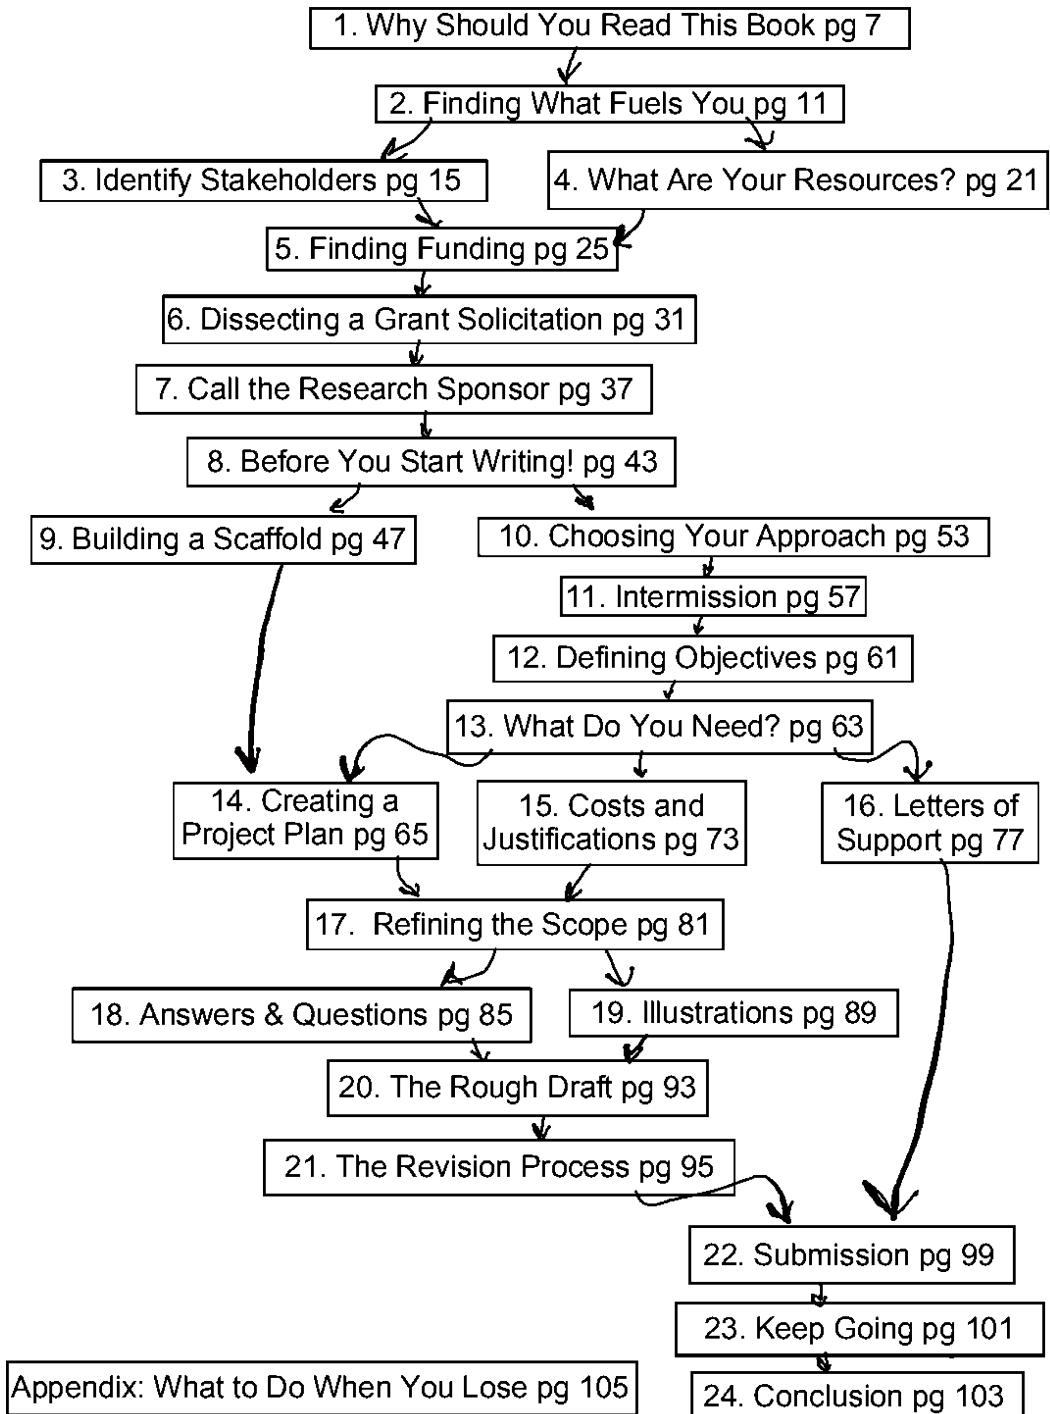 1. Why Should You Read This Book pg 7
2. Finding What Fuels You pg 11
3. Identify Stakeholders pg 15
4. What Are Your Resources? pg 21
5. Finding Funding pg 25
6. Dissecting a Grant Solicitation pg 31
7. Call the Research Sponsor pg 37
8. Before You Start Writing! pg 43
9. Building a Scaffold pg 47
10. Choosing Your Approach pg 53
11. Intermission pg 57
12. Defining Objectives pg 61
13. What Do You Need? pg 63
14. Creating a
Project Plan pg 65
15. Costs and
Justifications pg 73
16. Letters of
Support pg 77
17. Refining the Scope pg 81
18. Answers & Questions pg 85
19. Illustrations pg 89
20. The Rough Draft pg 93
21. The Revision Process pg 95
22. Submission pg 99
23. Keep Going pg 101
24. Conclusion pg 103
Appendix: What to Do When You Lose pg 105